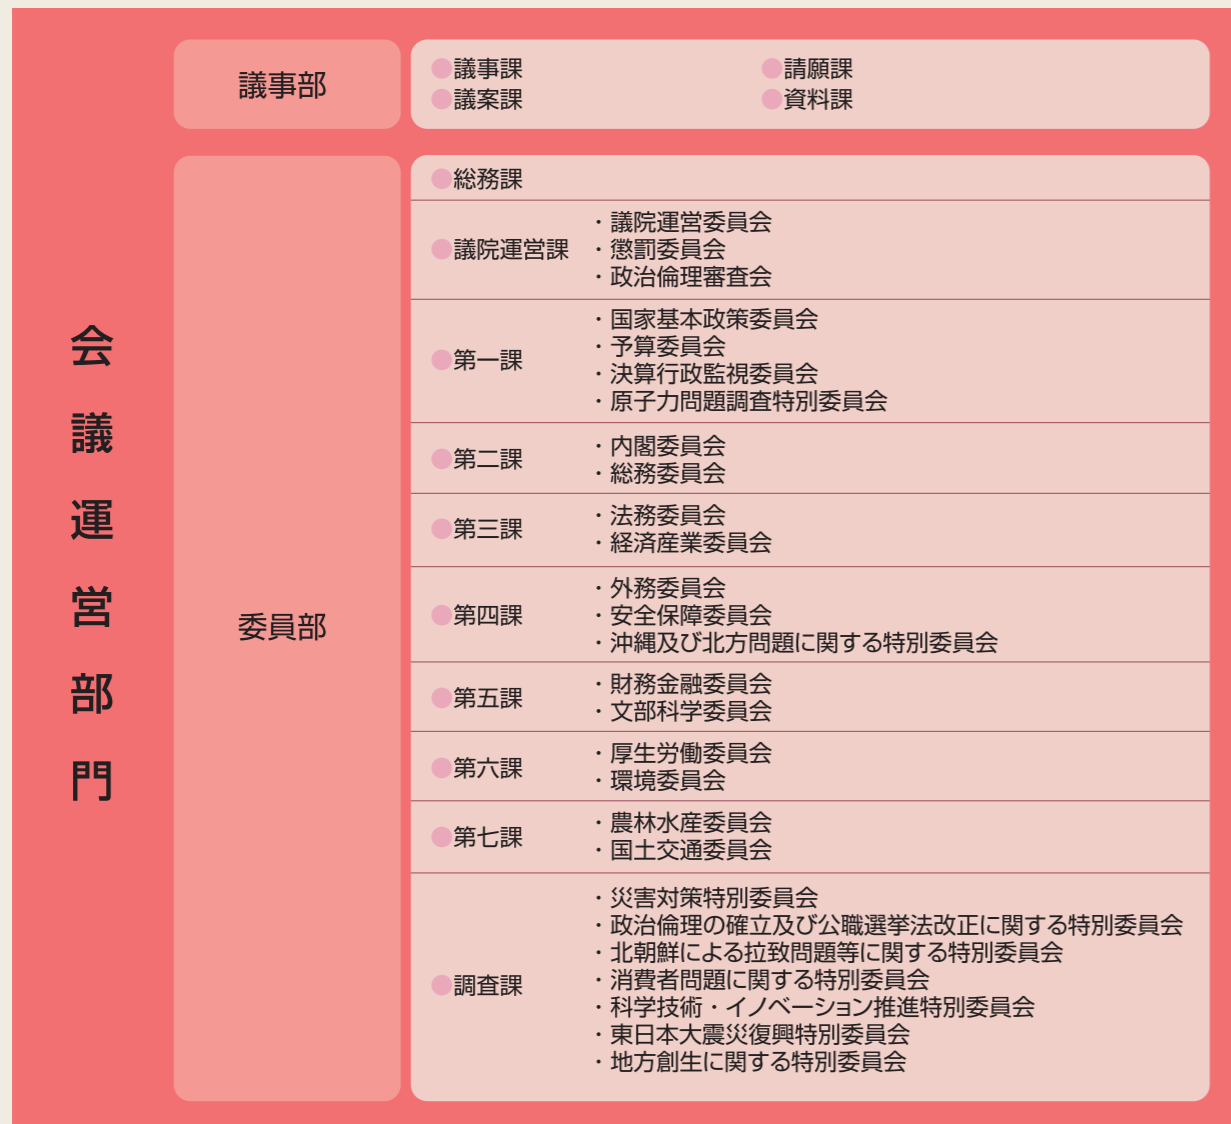 会議運営部門
議事部
●議事課 ●請願課
●議案課 ●資料課
委員部
●総務課
●議院運営課
・議院運営委員会
・懲罰委員会
・政治倫理審査会
●第一課
・国家基本政策委員会
・予算委員会
・決算行政監視委員会
・原子力問題調査特別委員会
●第二課
・内閣委員会
・総務委員会
●第三課
・法務委員会
・経済産業委員会
●第四課
・外務委員会
・安全保障委員会
・沖縄及び北方問題に関する特別委員会
●第五課
・財務金融委員会
・文部科学委員会
●第六課
・厚生労働委員会
・環境委員会
●第七課
・農林水産委員会
・国土交通委員会
●調査課
・災害対策特別委員会
・政治倫理の確立及び公職選挙法改正に関する特別委員会
・北朝鮮による拉致問題等に関する特別委員会
・消費者問題に関する特別委員会
・科学技術・イノベーション推進特別委員会
・東日本大震災復興特別委員会
・地方創生に関する特別委員会